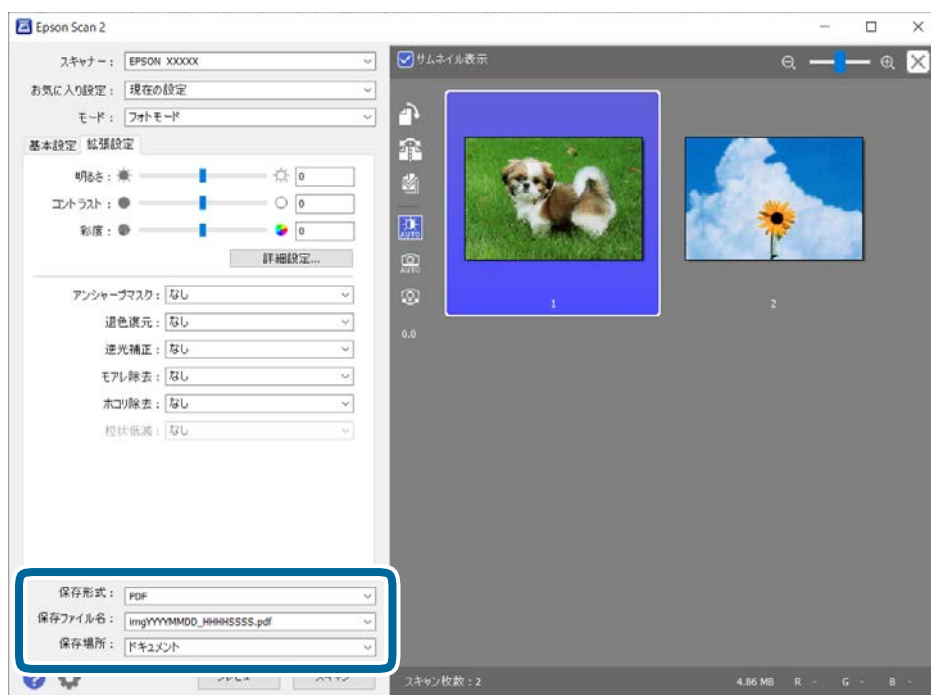 Epson Scan 2
スキャナー： EPSON XXXXX
お気に入り設定： 現在の設定
モード： フォトモード
基本設定 拡張設定
明るさ： 0
コントラスト： 0
彩度： 0
詳細設定...
アンシャープマスク： なし
退色復元： なし
逆光補正： なし
モアレ除去： なし
ホコリ除去： なし
粒状低減： なし
保存形式： PDF
保存ファイル名： imgYYYYMMDD_HHHHSSSS.pdf
保存場所： ドキュメント
サムネイル表示
AUTO
AUTO
0.0
1
2
スキャン枚数：2
4.86 MB R - G - B -